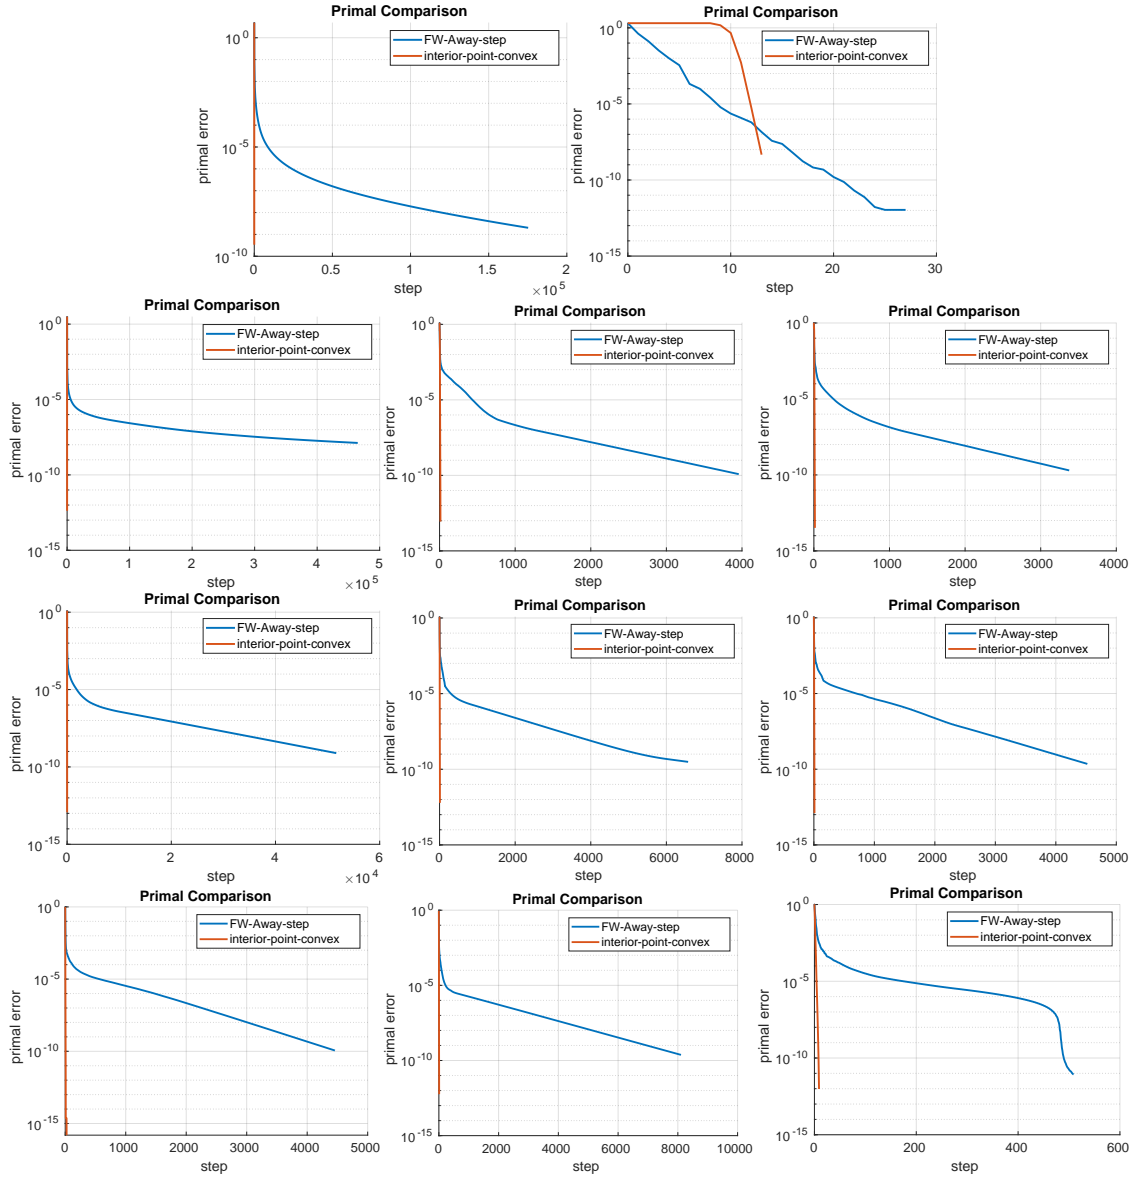 Primal Comparison
10^0
10^-5
10^-10
primal error
FW-Away-step
interior-point-convex
0 0.5 1 1.5 2
step
×10^5
Primal Comparison
10^0
10^-5
10^-10
10^-15
primal error
FW-Away-step
interior-point-convex
0 10 20 30
step
Primal Comparison
10^0
10^-5
10^-10
10^-15
primal error
FW-Away-step
interior-point-convex
0 1 2 3 4 5
step
×10^5
Primal Comparison
10^0
10^-5
10^-10
10^-15
primal error
FW-Away-step
interior-point-convex
0 1000 2000 3000 4000
step
Primal Comparison
10^0
10^-5
10^-10
10^-15
primal error
FW-Away-step
interior-point-convex
0 1000 2000 3000 4000
step
Primal Comparison
10^0
10^-5
10^-10
10^-15
primal error
FW-Away-step
interior-point-convex
0 2 4 6
step
×10^4
Primal Comparison
10^0
10^-5
10^-10
10^-15
primal error
FW-Away-step
interior-point-convex
0 2000 4000 6000 8000
step
Primal Comparison
10^0
10^-5
10^-10
10^-15
primal error
FW-Away-step
interior-point-convex
0 1000 2000 3000 4000 5000
step
Primal Comparison
10^0
10^-5
10^-10
10^-15
primal error
FW-Away-step
interior-point-convex
0 1000 2000 3000 4000 5000
step
Primal Comparison
10^0
10^-5
10^-10
10^-15
primal error
FW-Away-step
interior-point-convex
0 2000 4000 6000 8000 10000
step
Primal Comparison
10^0
10^-5
10^-10
10^-15
primal error
FW-Away-step
interior-point-convex
0 200 400 600
step